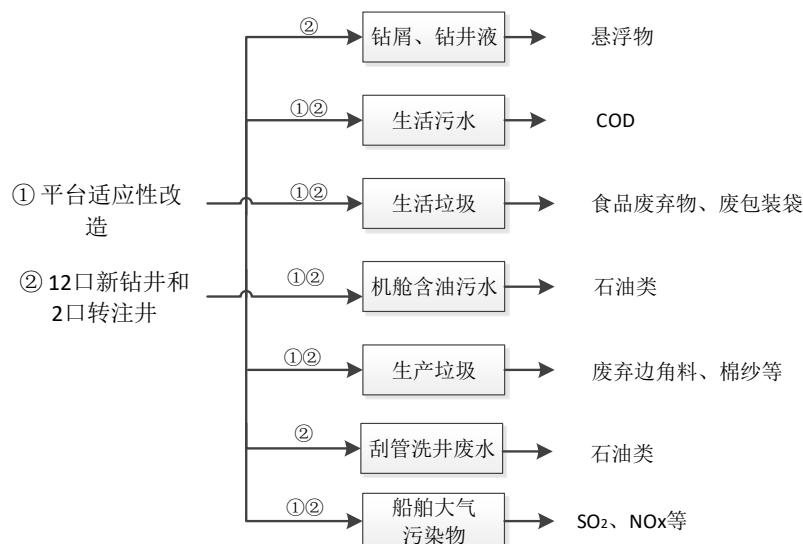 ② 钻屑、钻井液 悬浮物
①② 生活污水 COD
① 平台适应性改
造
①② 生活垃圾 食品废弃物、废包装袋
② 12口新钻井和
2口转注井
①② 机舱含油污水 石油类
①② 生产垃圾 废弃边角料、棉纱等
② 刮管洗井废水 石油类
①② 船舶大气
污染物 SO₂、NOx等